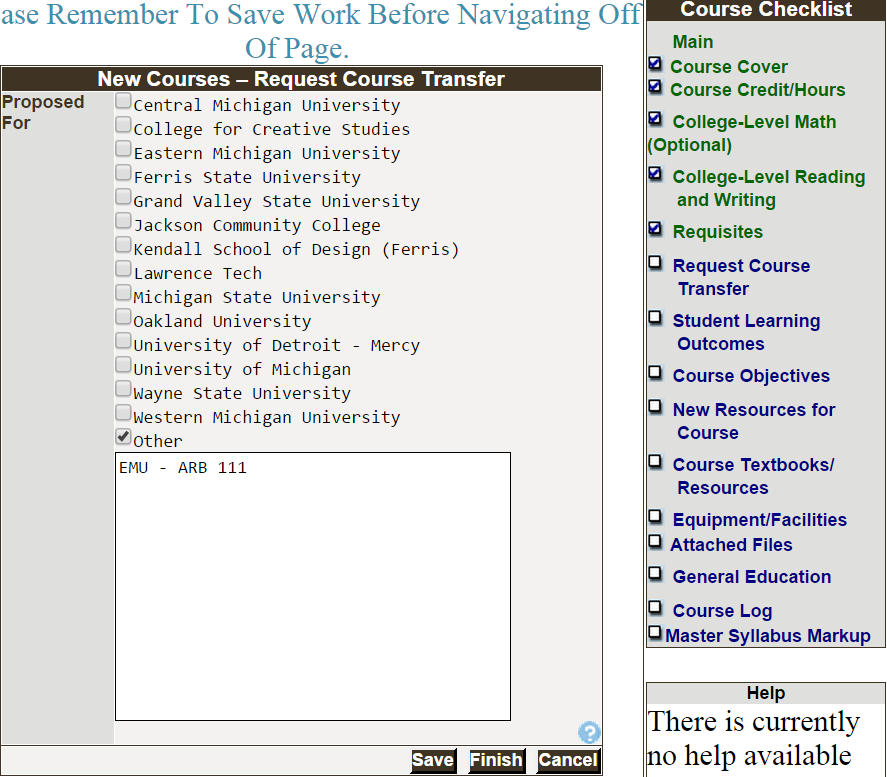 ase Remember To Save Work Before Navigating Off
Of Page.
New Courses – Request Course Transfer
Proposed
For
Central Michigan University
College for Creative Studies
Eastern Michigan University
Ferris State University
Grand Valley State University
Jackson Community College
Kendall School of Design (Ferris)
Lawrence Tech
Michigan State University
Oakland University
University of Detroit - Mercy
University of Michigan
Wayne State University
Western Michigan University
Other
EMU - ARB 111
?
Save Finish Cancel
Course Checklist
Main
Course Cover
Course Credit/Hours
College-Level Math
(Optional)
College-Level Reading
and Writing
Requisites
Request Course
Transfer
Student Learning
Outcomes
Course Objectives
New Resources for
Course
Course Textbooks/
Resources
Equipment/Facilities
Attached Files
General Education
Course Log
Master Syllabus Markup
Help
There is currently
no help available